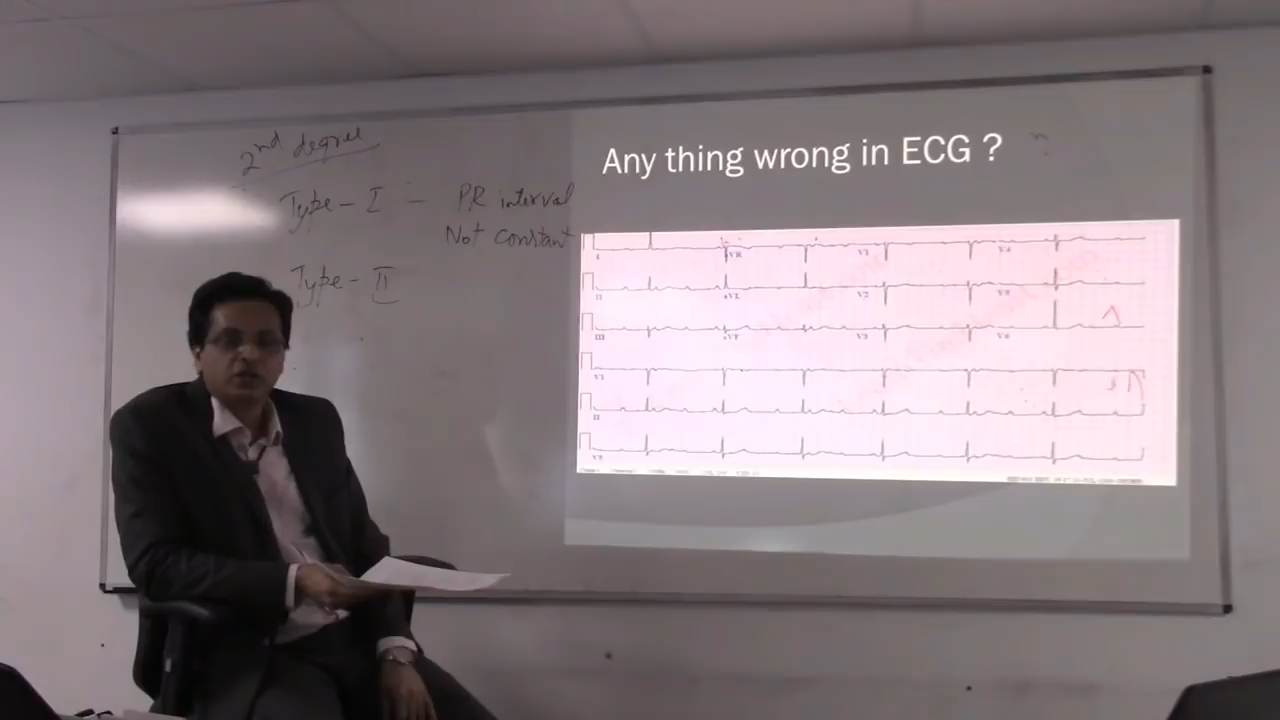 2nd degree
Type - I - PR interval
Not constant
Type - II
Any thing wrong in ECG ?
I
VR
V1
V4
II
aVL
V2
V5
III
aVF
V3
V6
V1
II
V5